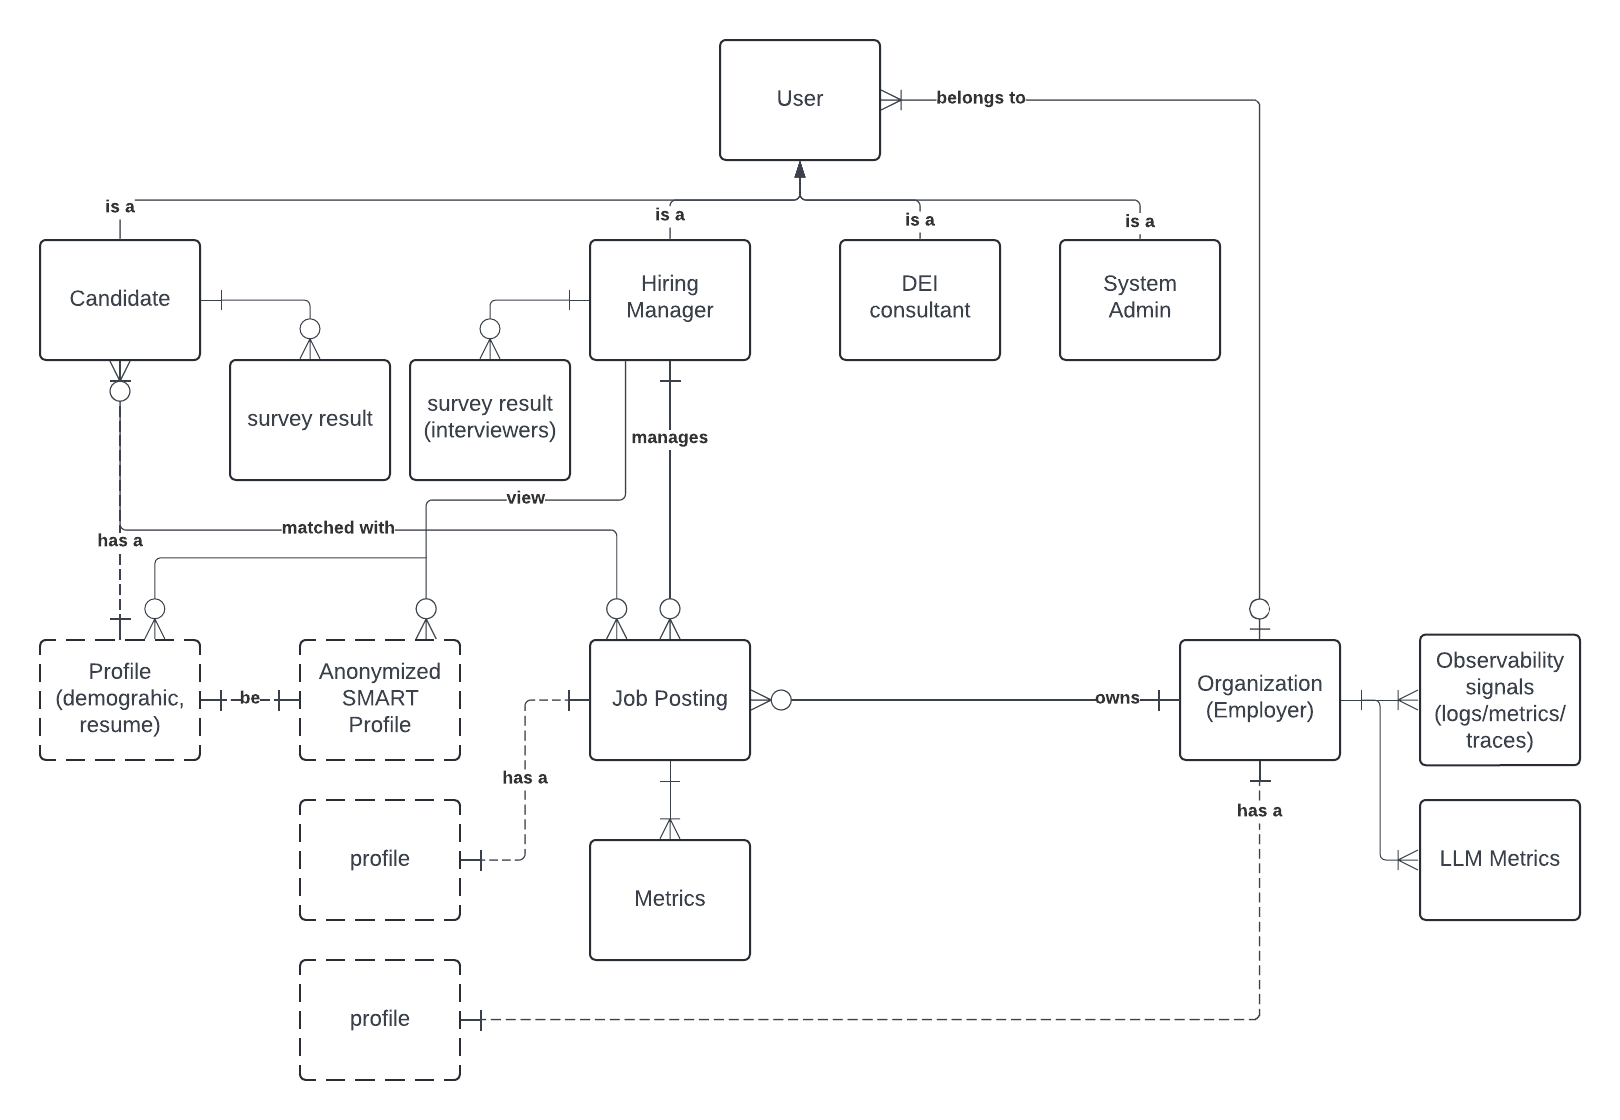 User
belongs to
is a
is a
is a
is a
Candidate
Hiring
Manager
DEI
consultant
System
Admin
survey result
survey result
(interviewers)
manages
view
matched with
has a
Profile
(demograhic,
resume)
be
Anonymized
SMART
Profile
Job Posting
owns
Organization
(Employer)
Observability
signals
(logs/metrics/
traces)
has a
has a
profile
Metrics
LLM Metrics
profile